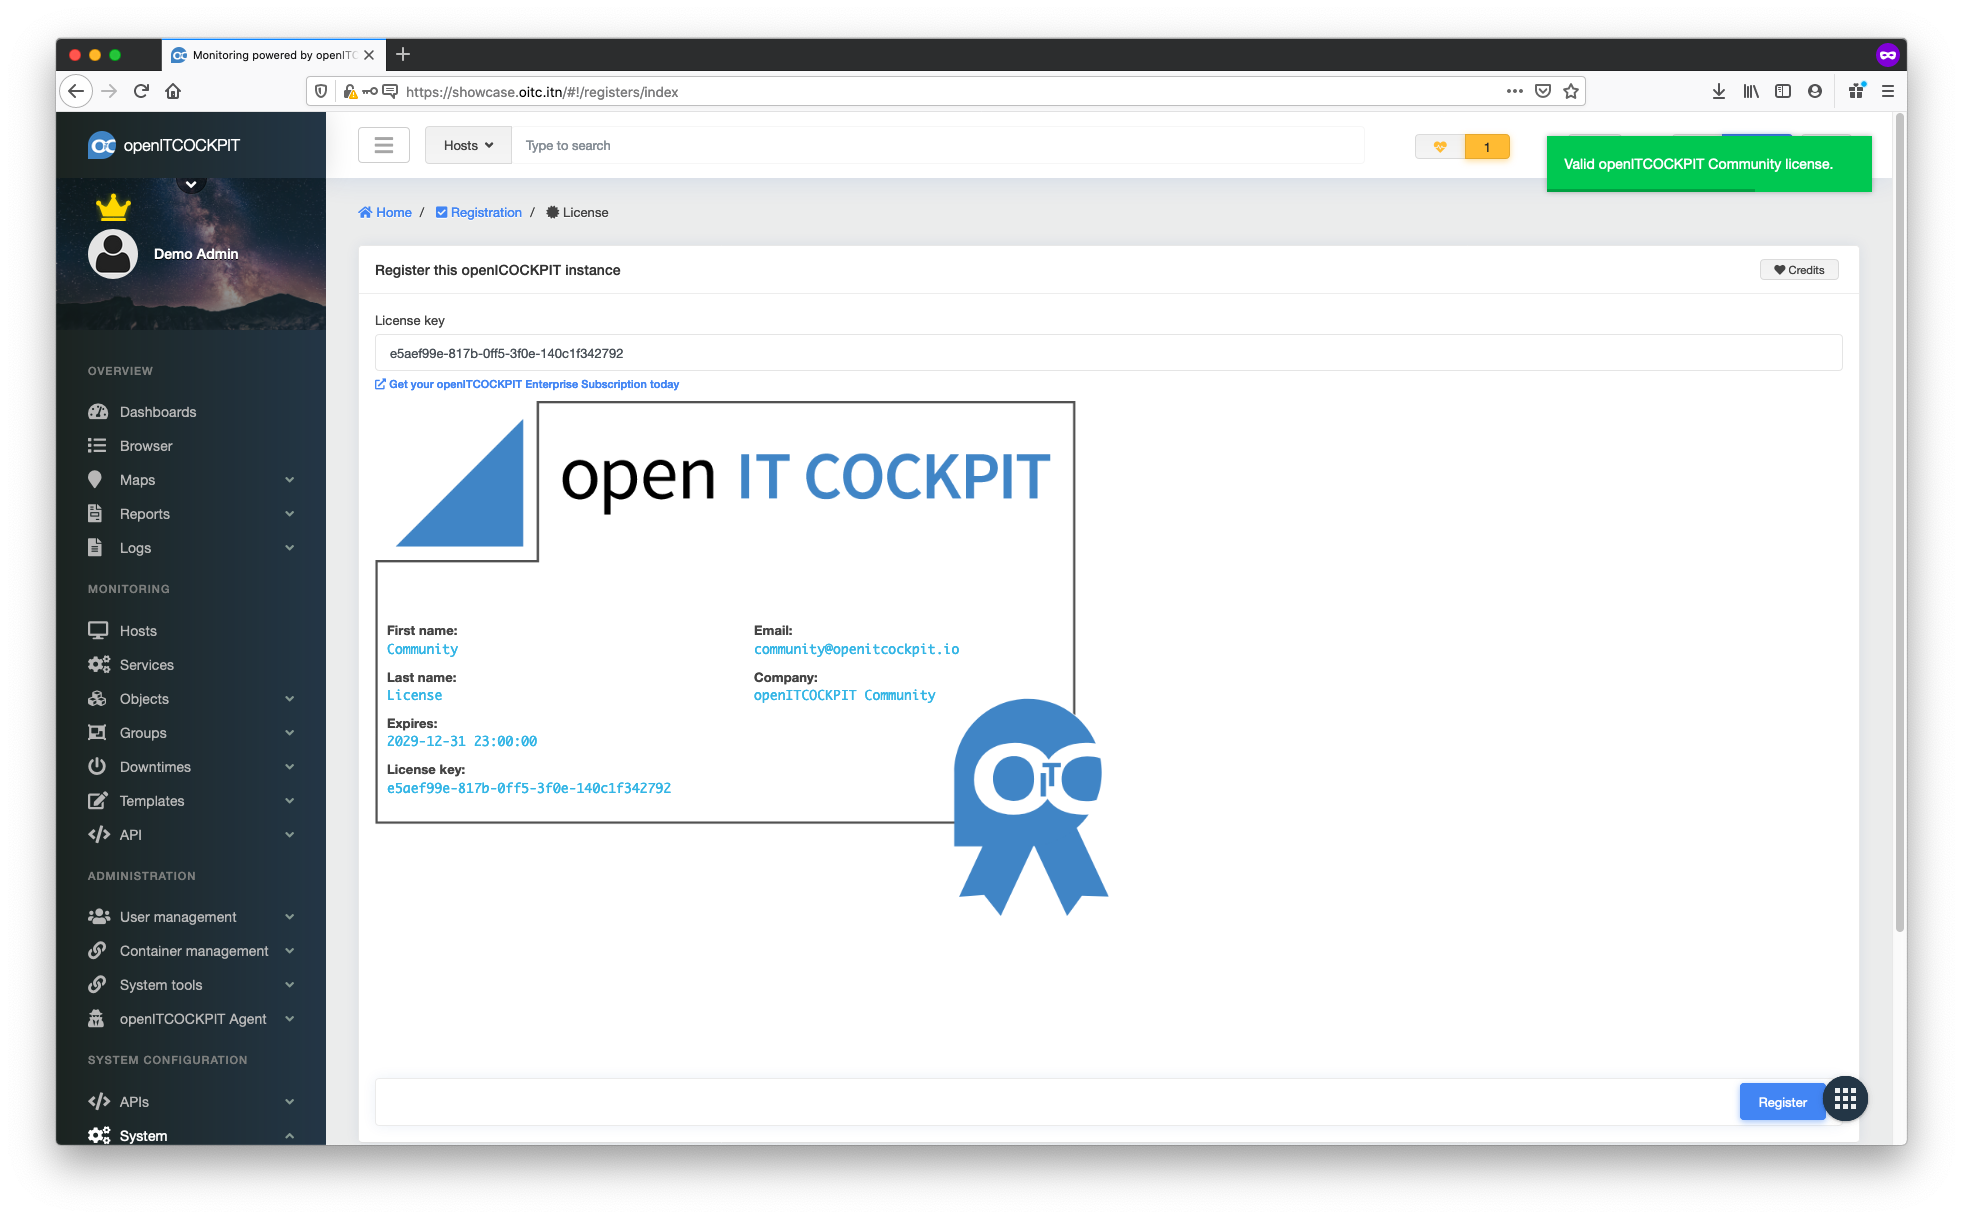 Monitoring powered by openITC
https://showcase.oitc.itn/#!/registers/index
openITCOCKPIT
Hosts
Type to search
1
Valid openITCOCKPIT Community license.
Demo Admin
Home / Registration / License
Register this openICOCKPIT instance
Credits
License key
e5aef99e-817b-0ff5-3f0e-140c1f342792
Get your openITCOCKPIT Enterprise Subscription today
open IT COCKPIT
First name:
Community
Last name:
License
Expires:
2029-12-31 23:00:00
License key:
e5aef99e-817b-0ff5-3f0e-140c1f342792
Email:
community@openitcockpit.io
Company:
openITCOCKPIT Community
OITC
Register
OVERVIEW
Dashboards
Browser
Maps
Reports
Logs
MONITORING
Hosts
Services
Objects
Groups
Downtimes
Templates
API
ADMINISTRATION
User management
Container management
System tools
openITCOCKPIT Agent
SYSTEM CONFIGURATION
APIs
System